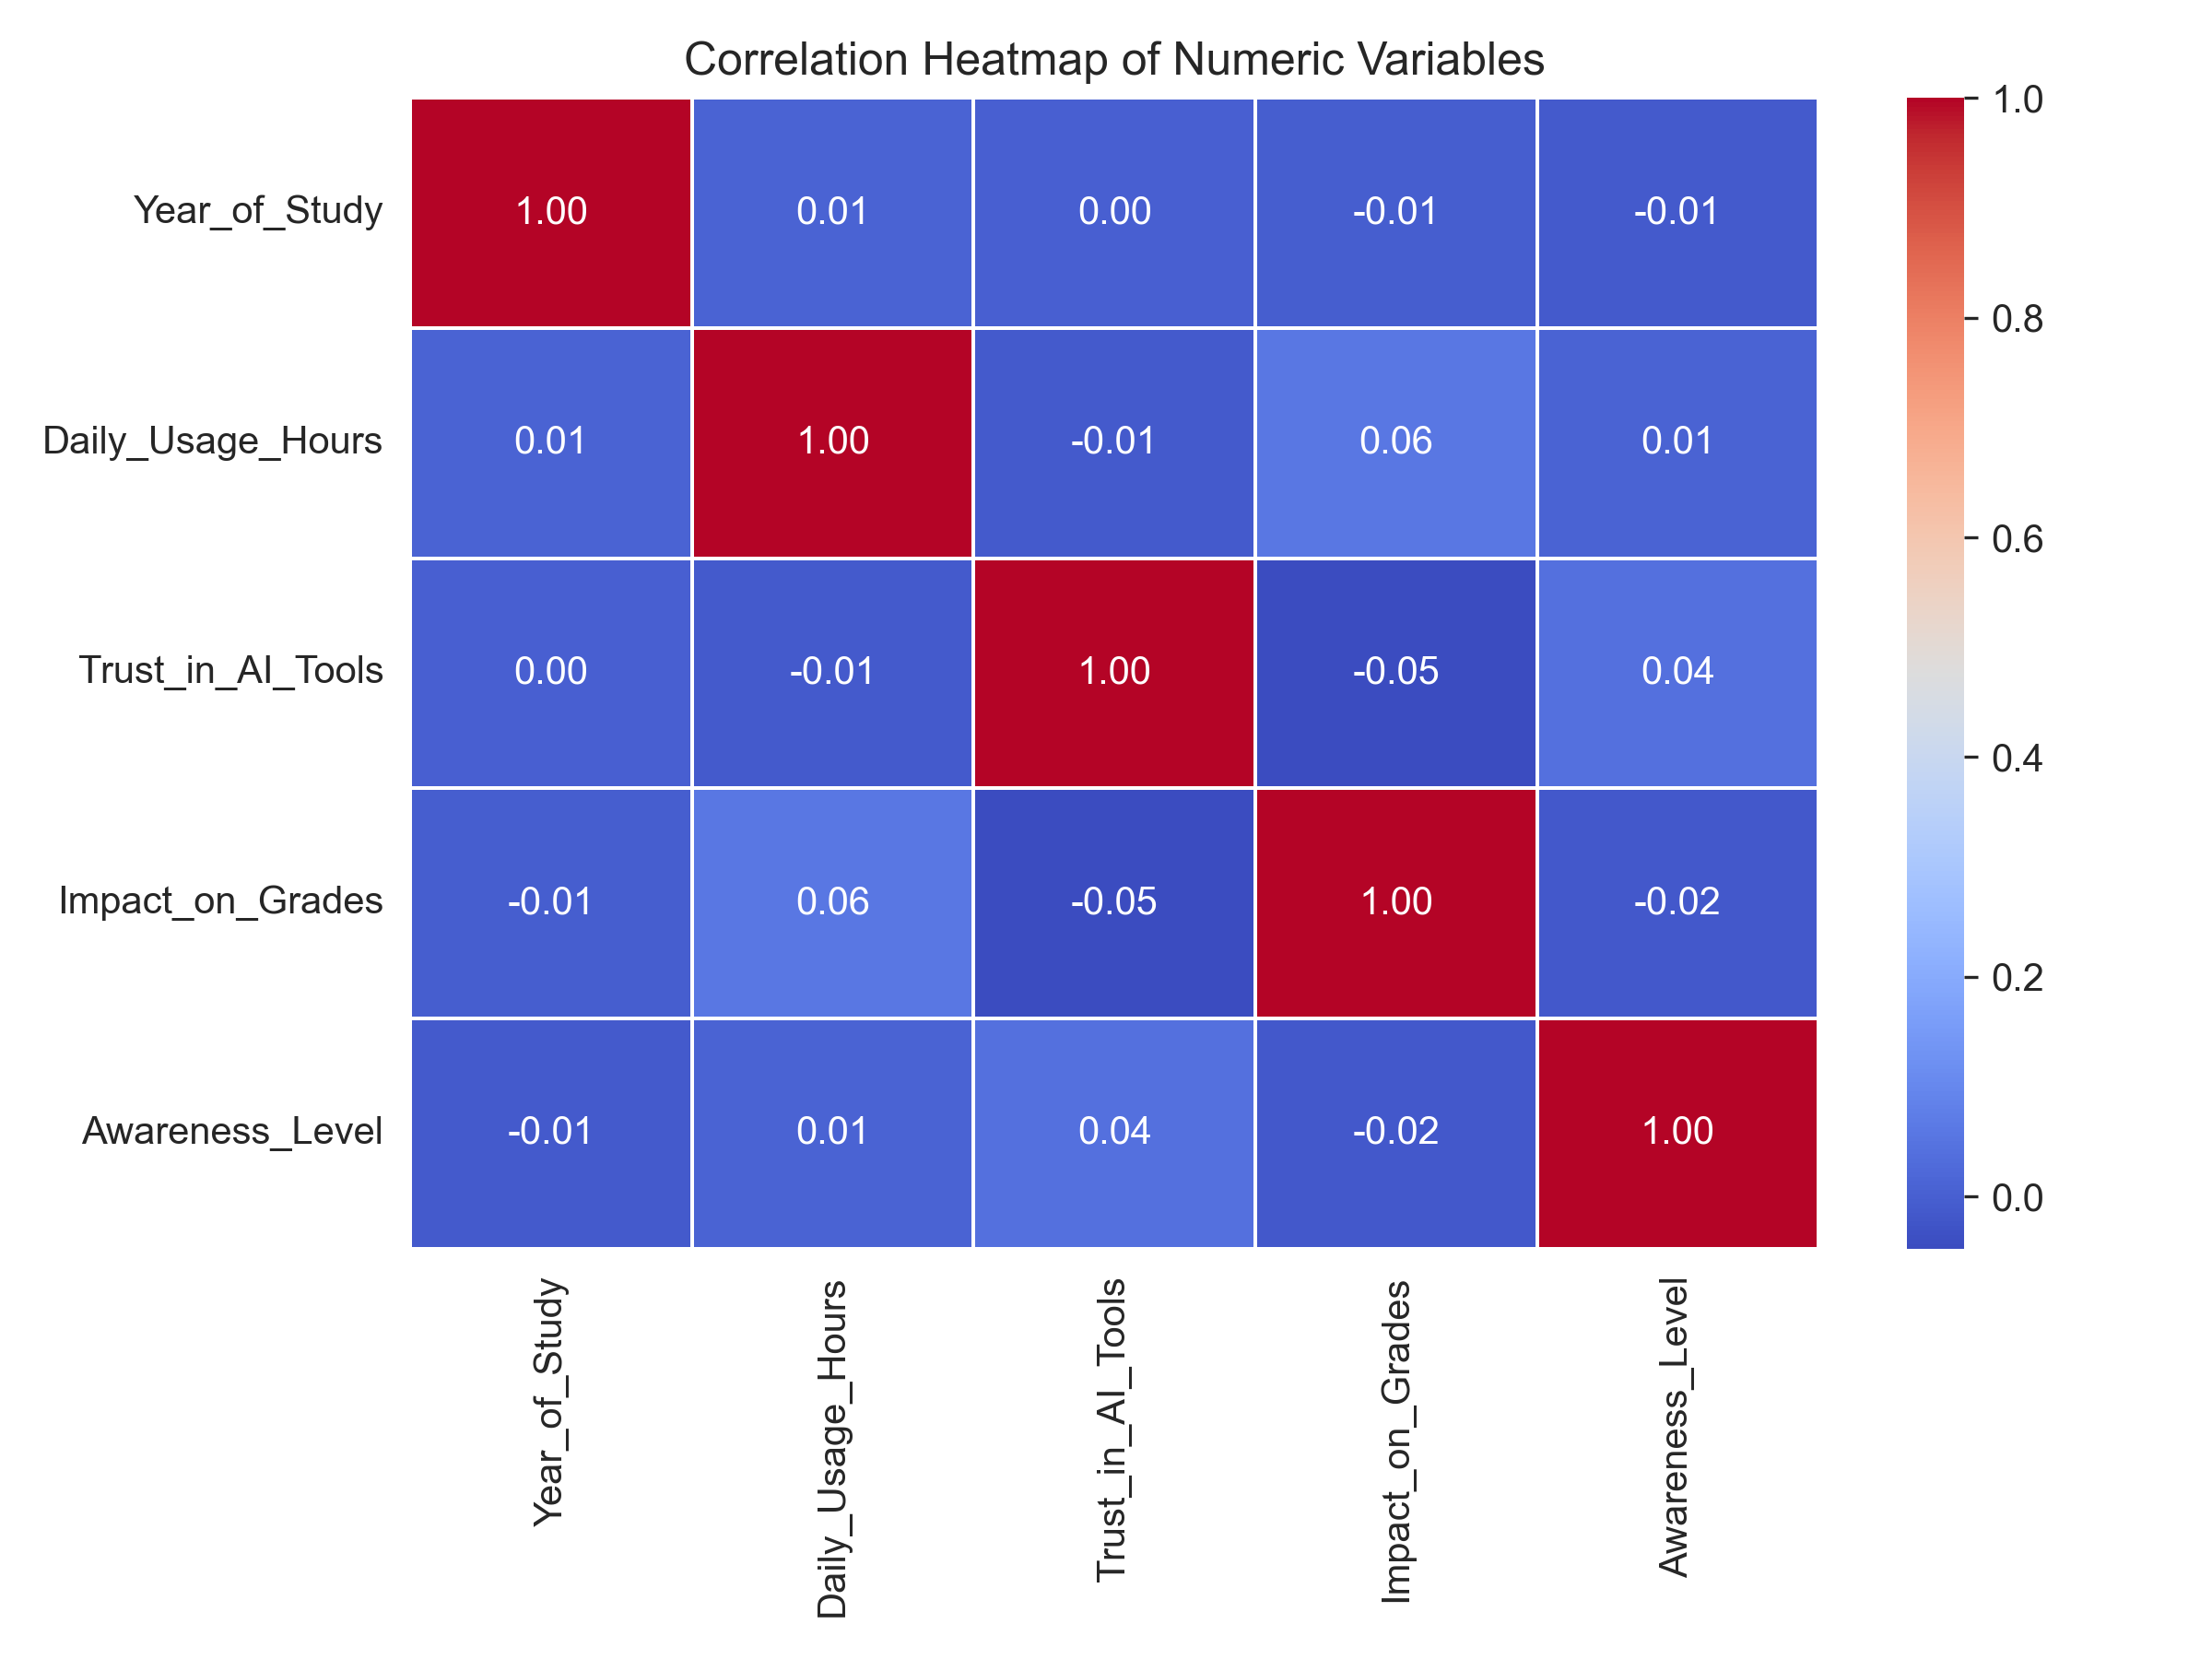 Correlation Heatmap of Numeric Variables
Year_of_Study 1.00 0.01 0.00 -0.01 -0.01
Daily_Usage_Hours 0.01 1.00 -0.01 0.06 0.01
Trust_in_AI_Tools 0.00 -0.01 1.00 -0.05 0.04
Impact_on_Grades -0.01 0.06 -0.05 1.00 -0.02
Awareness_Level -0.01 0.01 0.04 -0.02 1.00
Year_of_Study
Daily_Usage_Hours
Trust_in_AI_Tools
Impact_on_Grades
Awareness_Level
1.0
0.8
0.6
0.4
0.2
0.0